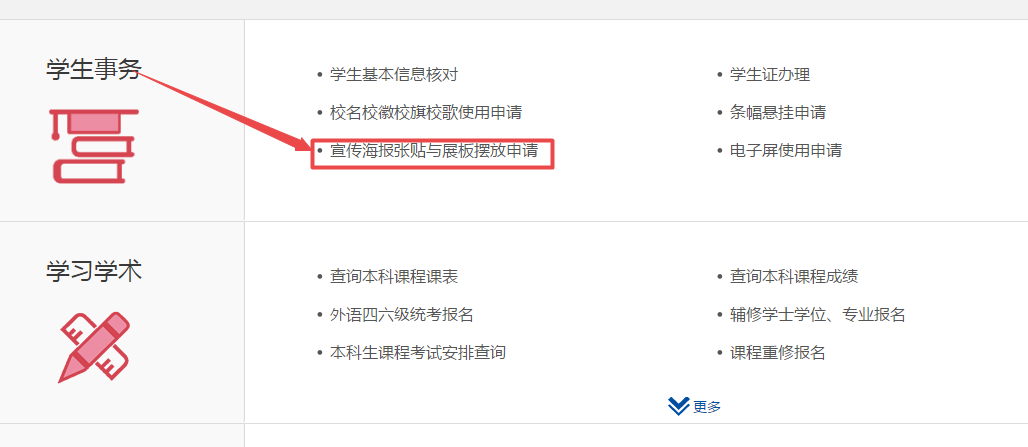 学生事务
• 学生基本信息核对
• 学生证办理
• 校名校徽校旗校歌使用申请
• 条幅悬挂申请
• 宣传海报张贴与展板摆放申请
• 电子屏使用申请
学习学术
• 查询本科课程课表
• 查询本科课程成绩
• 外语四六级统考报名
• 辅修学士学位、专业报名
• 本科生课程考试安排查询
• 课程重修报名
更多